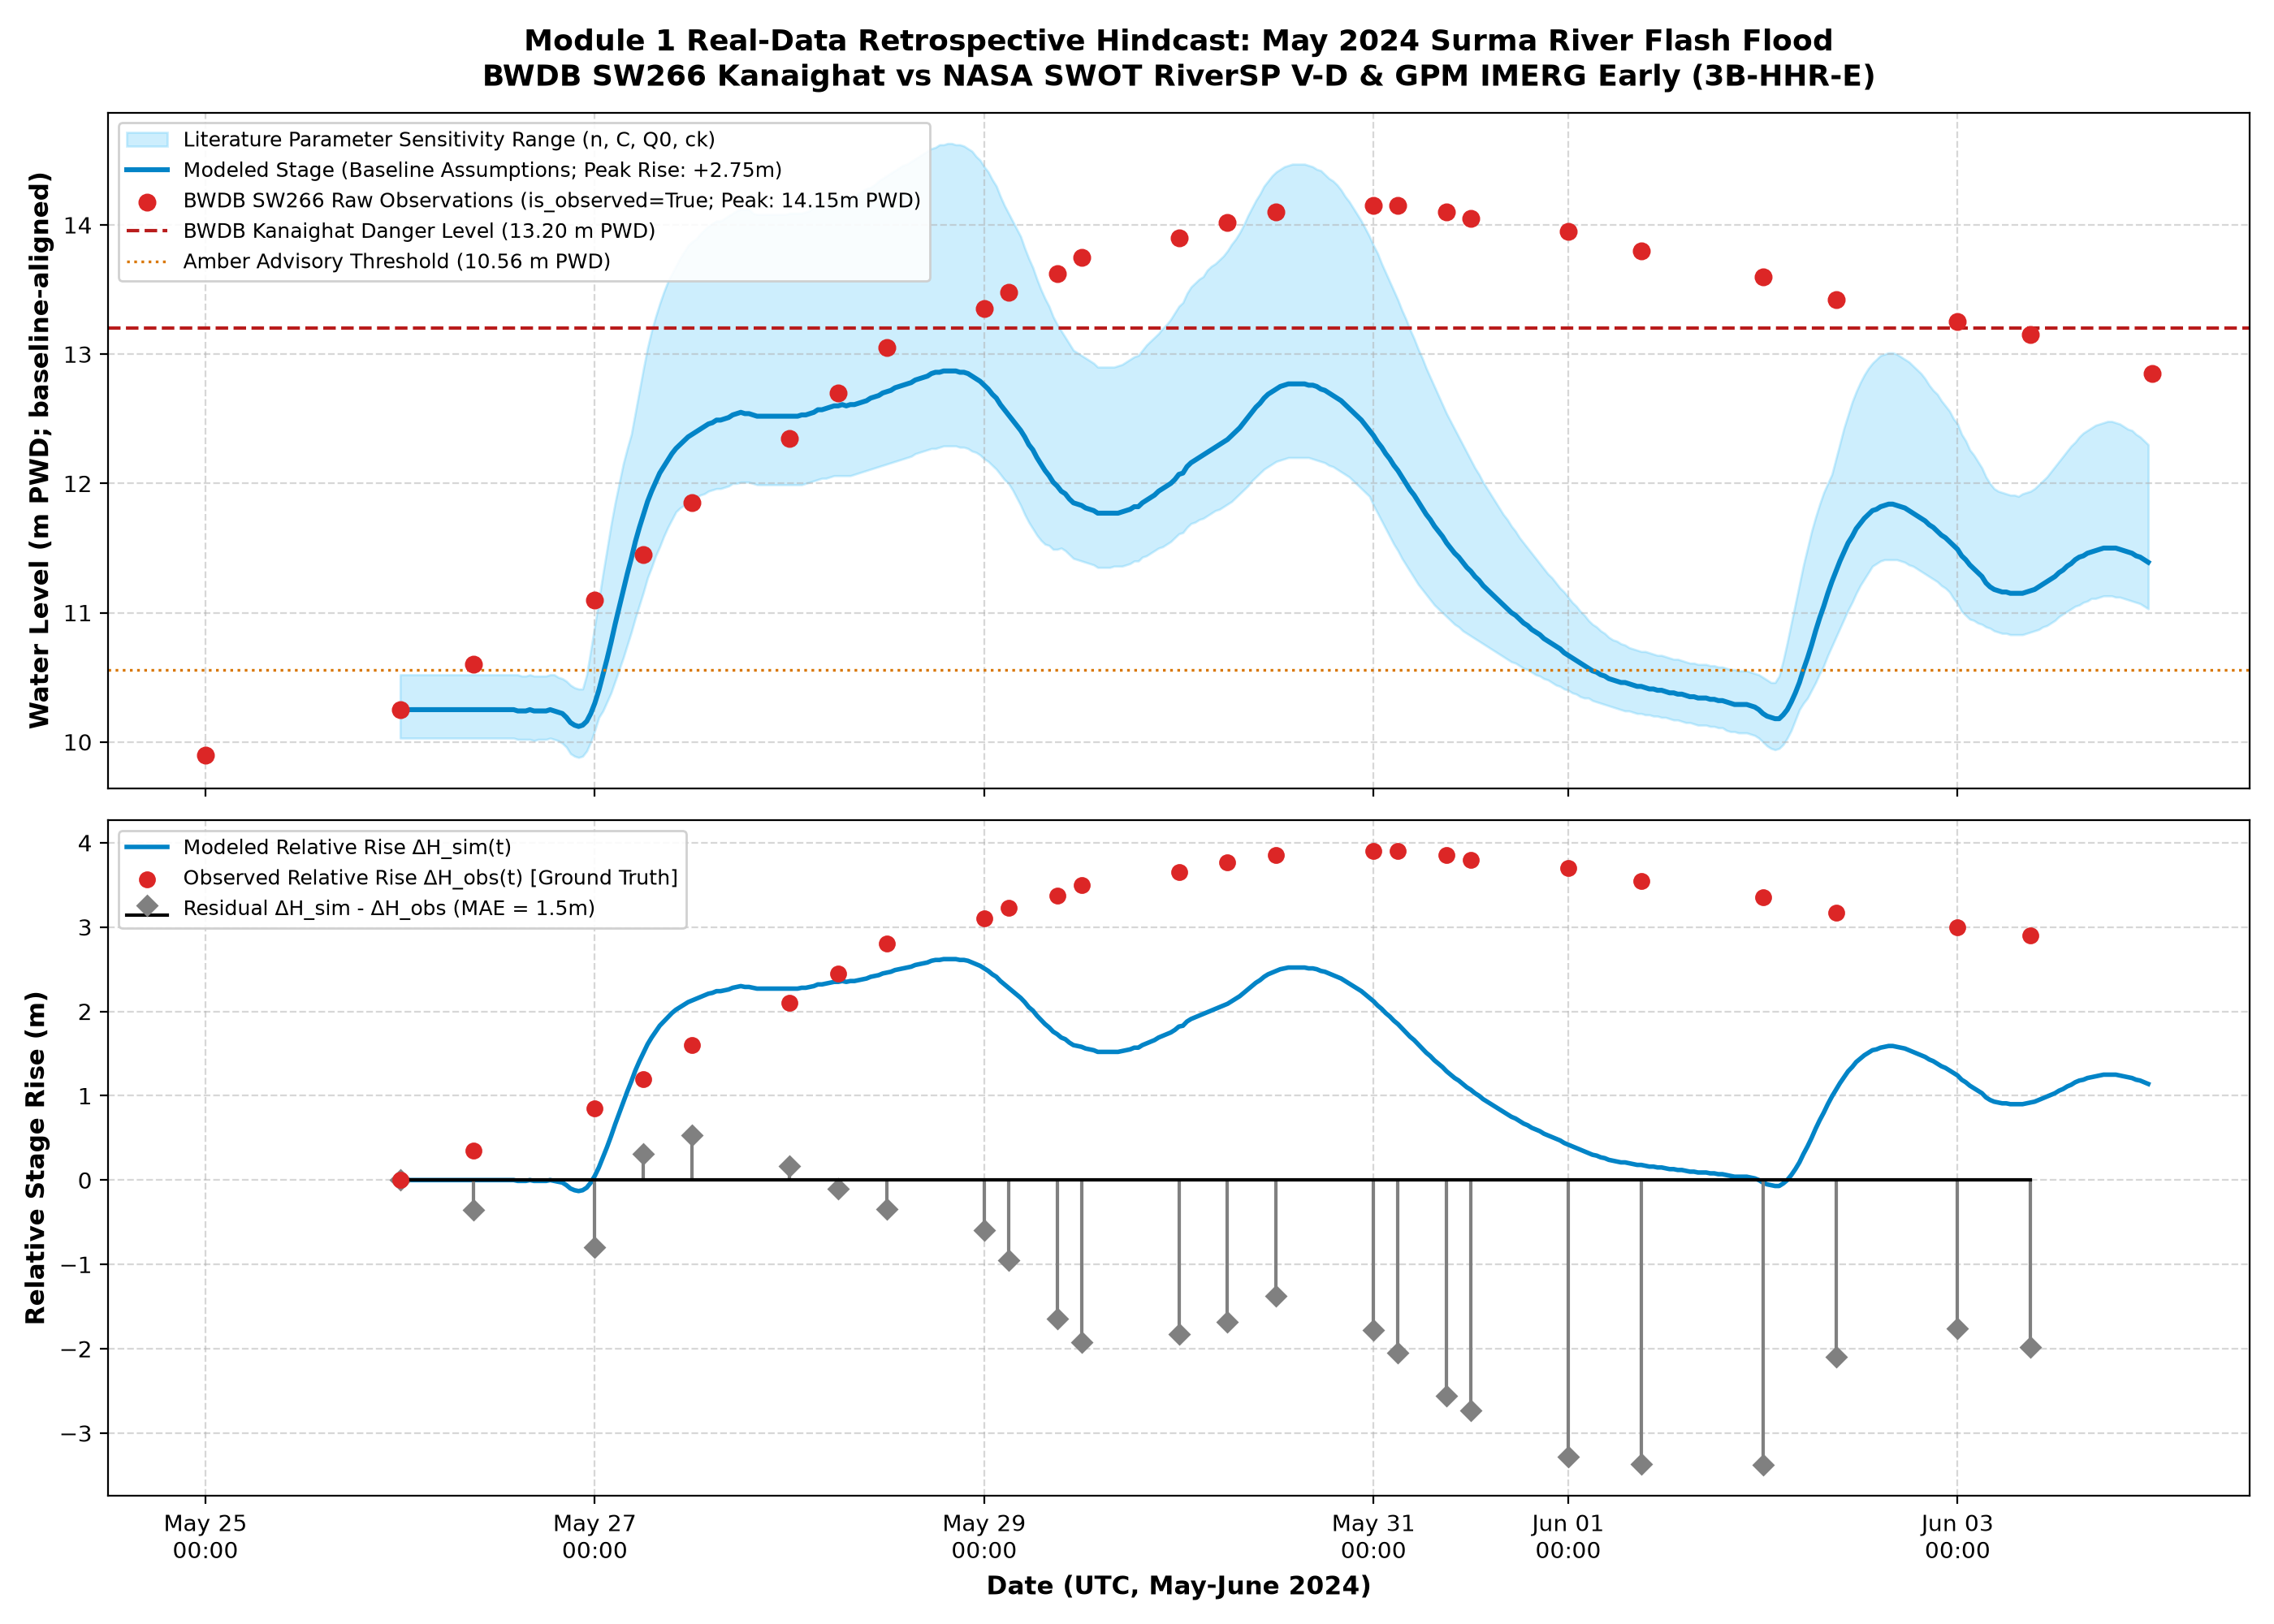 Module 1 Real-Data Retrospective Hindcast: May 2024 Surma River Flash Flood
BWDB SW266 Kanaighat vs NASA SWOT RiverSP V-D & GPM IMERG Early (3B-HHR-E)
Literature Parameter Sensitivity Range (n, C, Q0, ck)
Modeled Stage (Baseline Assumptions; Peak Rise: +2.75m)
BWDB SW266 Raw Observations (is_observed=True; Peak: 14.15m PWD)
BWDB Kanaighat Danger Level (13.20 m PWD)
Amber Advisory Threshold (10.56 m PWD)
Water Level (m PWD; baseline-aligned)
14
13
12
11
10
Modeled Relative Rise ΔH_sim(t)
Observed Relative Rise ΔH_obs(t) [Ground Truth]
Residual ΔH_sim - ΔH_obs (MAE = 1.5m)
Relative Stage Rise (m)
4
3
2
1
0
−1
−2
−3
May 25
00:00
May 27
00:00
May 29
00:00
May 31
00:00
Jun 01
00:00
Jun 03
00:00
Date (UTC, May-June 2024)